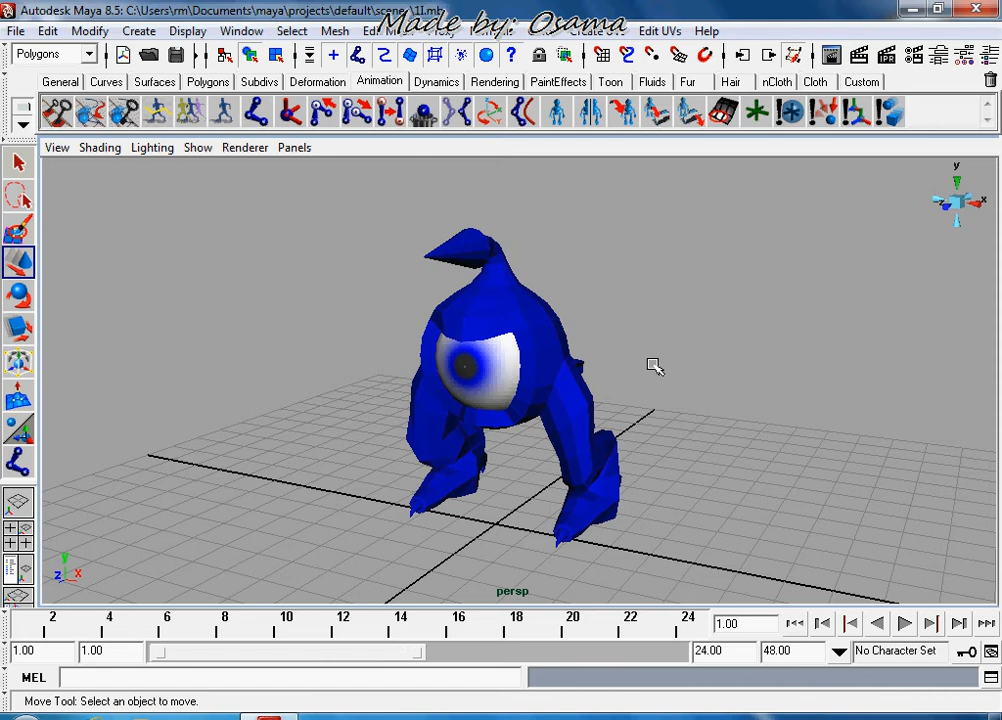 Autodesk Maya 8.5: C:\Users\rm\Documents\maya\projects\default\scene
1I.mb
Made by: Osama
File Edit Modify Create Display Window Select Mesh
Edit UVs Help
Polygons
General Curves Surfaces Polygons Subdivs Deformation Animation Dynamics Rendering PaintEffects Toon Fluids Fur Hair nCloth Cloth Custom
View Shading Lighting Show Renderer Panels
IPR
y
z x
y
z x
persp
2 4 6 8 10 12 14 16 18 20 22 24 1.00
1.00 1.00 24.00 48.00 No Character Set
MEL
Move Tool: Select an object to move.